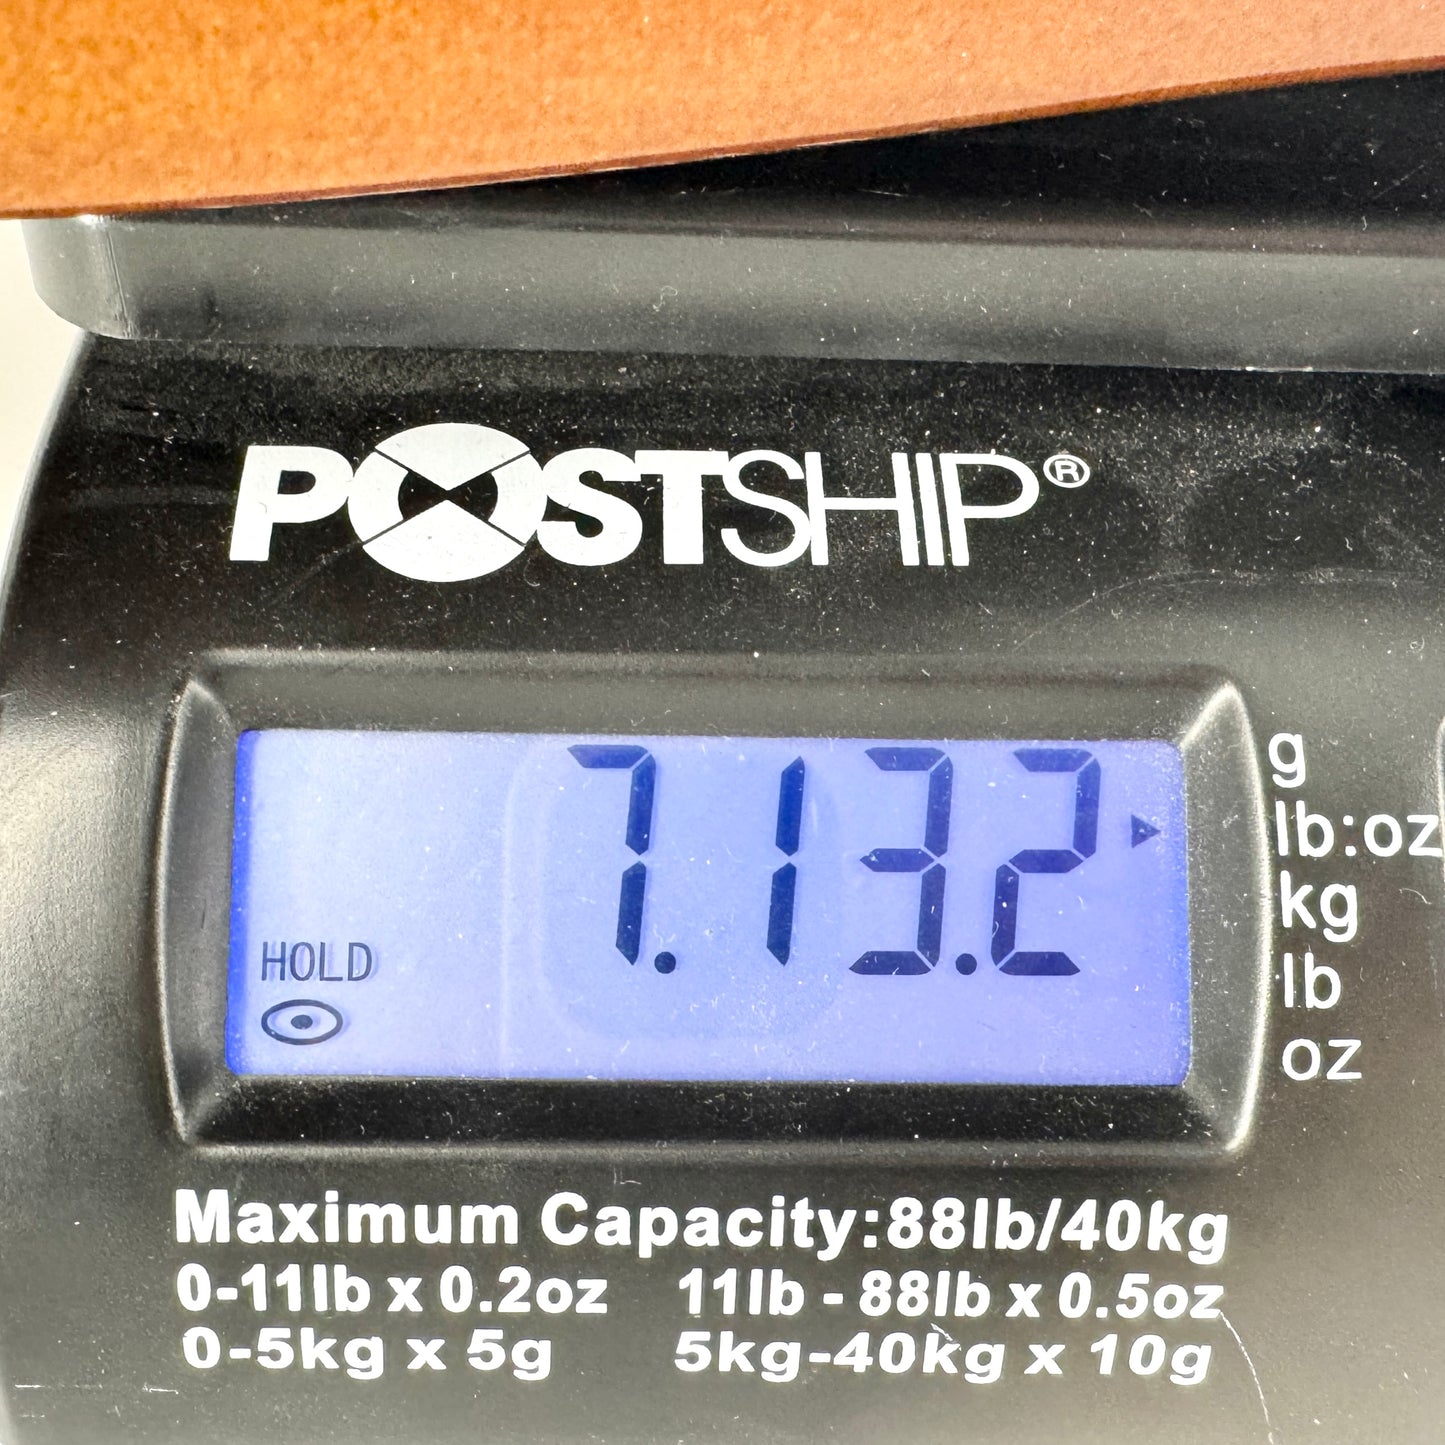 POSTSHIP®
7.13.2
HOLD
g
lb:oz
kg
lb
oz
Maximum Capacity:88lb/40kg
0-11lb x 0.2oz 11lb - 88lb x 0.5oz
0-5kg x 5g 5kg-40kg x 10g